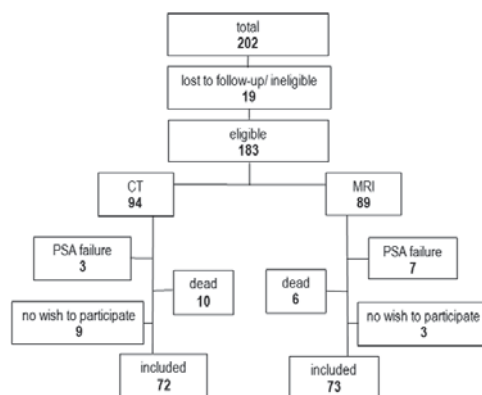 total
202
lost to follow-up/ ineligible
19
eligible
183
CT
94
MRI
89
PSA failure
3
PSA failure
7
dead
10
dead
6
no wish to participate
9
no wish to participate
3
included
72
included
73